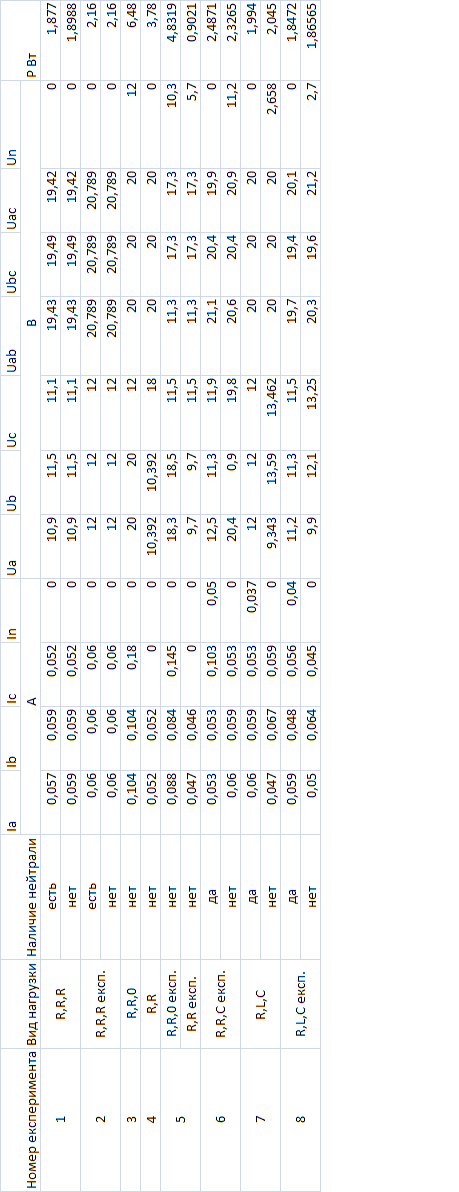 Номер експеримента Вид нагрузки Наличие нейтрали Ia Ib Ic In Ua Ub Uc Uab Ubc Uac Un Р Вт
А В
1 R,R,R есть 0,057 0,059 0,052 0 10,9 11,5 11,1 19,43 19,49 19,42 0 1,877
нет 0,059 0,059 0,052 0 10,9 11,5 11,1 19,43 19,49 19,42 0 1,8988
2 R,R,R експ. есть 0,06 0,06 0,06 0 12 12 12 20,789 20,789 20,789 0 2,16
нет 0,06 0,06 0,06 0 12 12 12 20,789 20,789 20,789 0 2,16
3 R,R,0 нет 0,104 0,104 0,18 0 20 20 12 20 20 20 12 6,48
4 R,R нет 0,052 0,052 0 0 10,392 10,392 18 20 20 20 0 3,78
5 R,R,0 експ. нет 0,088 0,084 0,145 0 18,3 18,5 11,5 11,3 17,3 17,3 10,3 4,8319
R,R експ. нет 0,047 0,046 0 0 9,7 9,7 11,5 11,3 17,3 17,3 5,7 0,9021
6 R,R,C експ. да 0,053 0,053 0,103 0,05 12,5 11,3 11,9 21,1 20,4 19,9 0 2,4871
нет 0,06 0,059 0,053 0 20,4 0,9 19,8 20,6 20,4 20,9 11,2 2,3265
7 R,L,C да 0,06 0,059 0,053 0,037 12 12 12 20 20 20 0 1,994
нет 0,047 0,067 0,059 0 9,343 13,59 13,462 20 20 20 2,658 2,045
8 R,L,C експ. да 0,059 0,048 0,056 0,04 11,2 11,3 11,5 19,7 19,4 20,1 0 1,8472
нет 0,05 0,064 0,045 0 9,9 12,1 13,25 20,3 19,6 21,2 2,7 1,86565